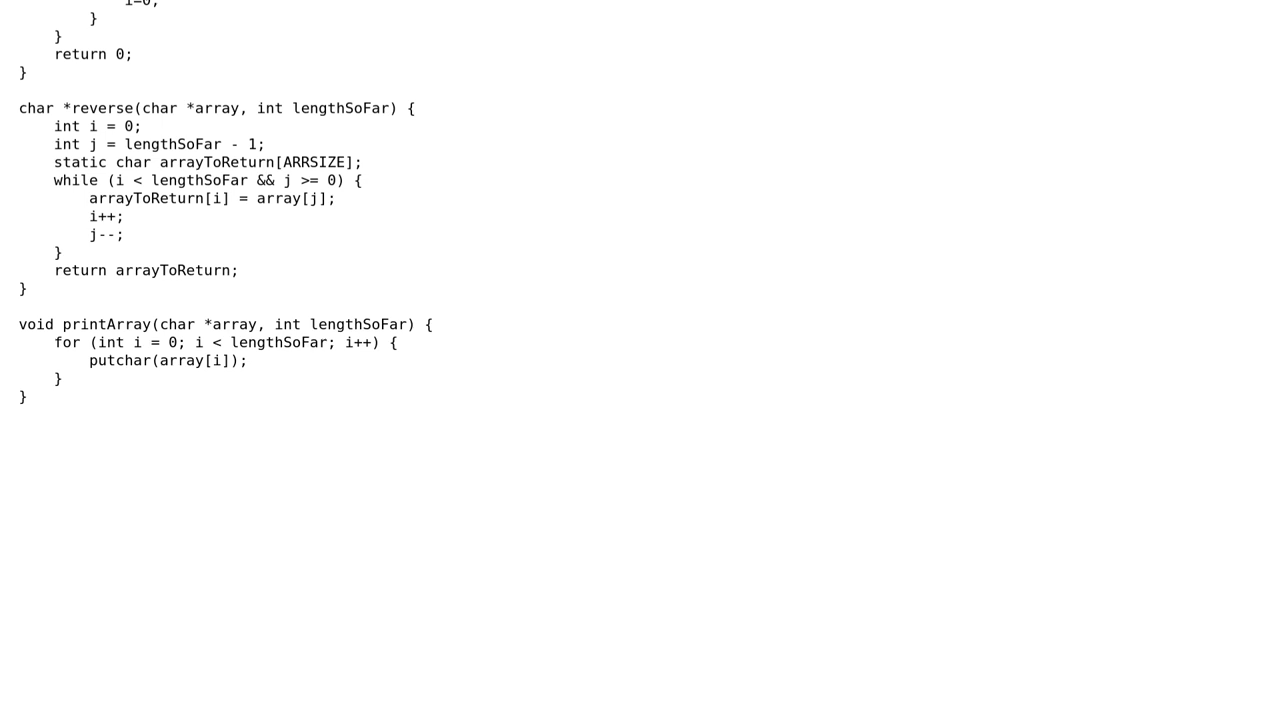 i=0;
        }
    }
    return 0;
}

char *reverse(char *array, int lengthSoFar) {
    int i = 0;
    int j = lengthSoFar - 1;
    static char arrayToReturn[ARRSIZE];
    while (i < lengthSoFar && j >= 0) {
        arrayToReturn[i] = array[j];
        i++;
        j--;
    }
    return arrayToReturn;
}

void printArray(char *array, int lengthSoFar) {
    for (int i = 0; i < lengthSoFar; i++) {
        putchar(array[i]);
    }
}